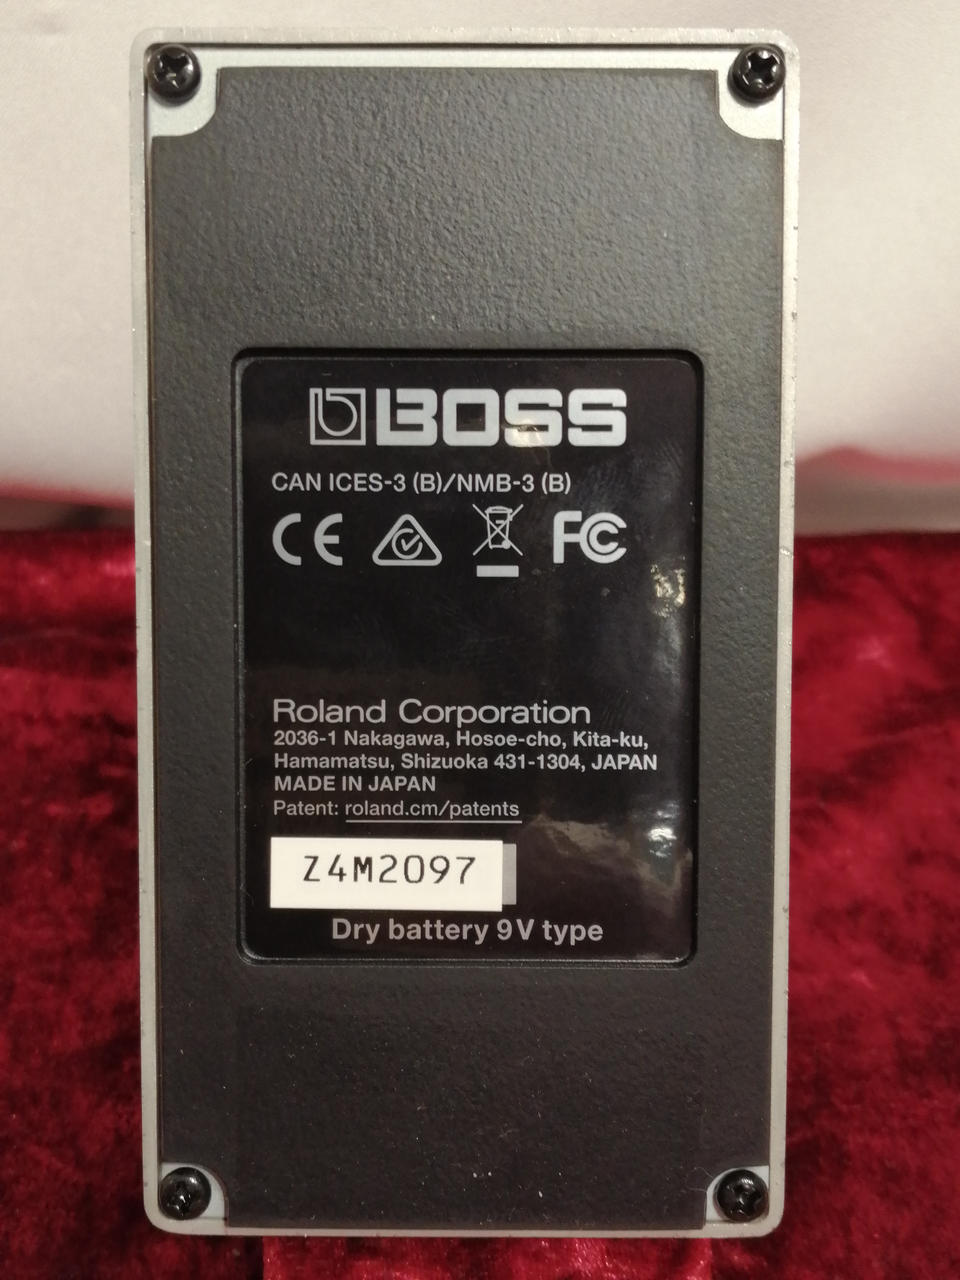 BOSS
CAN ICES-3 (B)/NMB-3 (B)
CE FC
Roland Corporation
2036-1 Nakagawa, Hosoe-cho, Kita-ku,
Hamamatsu, Shizuoka 431-1304, JAPAN
MADE IN JAPAN
Patent: roland.cm/patents
Z4M2097
Dry battery 9V type